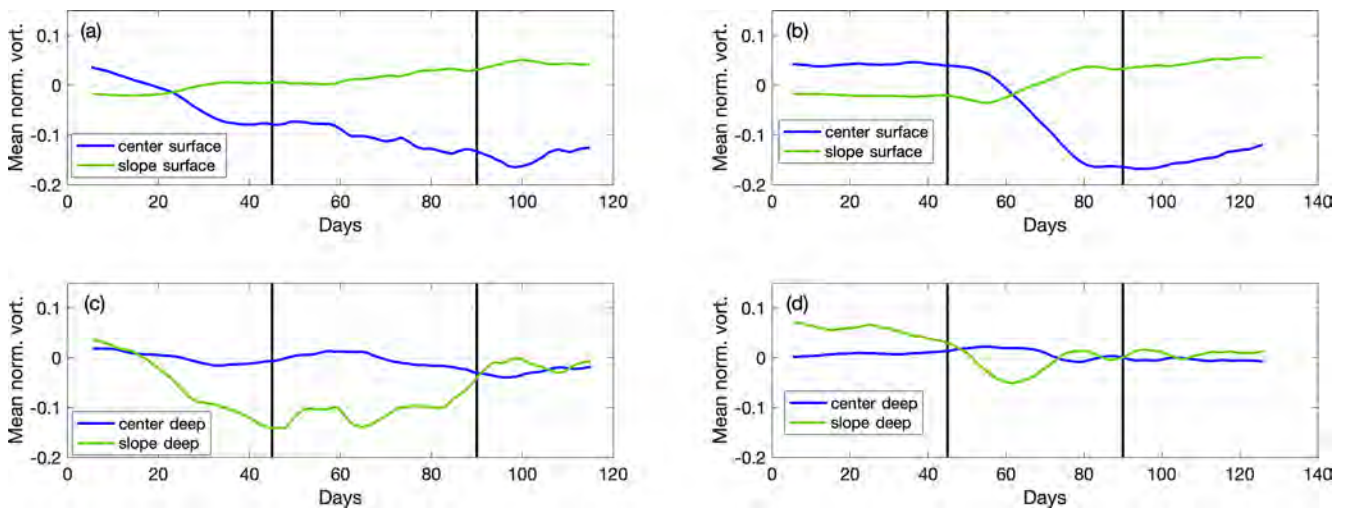 (a)
Mean norm. vort.
0.1
0
-0.1
-0.2
center surface
slope surface
0 20 40 60 80 100 120
Days
(b)
Mean norm. vort.
0.1
0
-0.1
-0.2
center surface
slope surface
0 20 40 60 80 100 120 140
Days
(c)
Mean norm. vort.
0.1
0
-0.1
-0.2
center deep
slope deep
0 20 40 60 80 100 120
Days
(d)
Mean norm. vort.
0.1
0
-0.1
-0.2
center deep
slope deep
0 20 40 60 80 100 120 140
Days